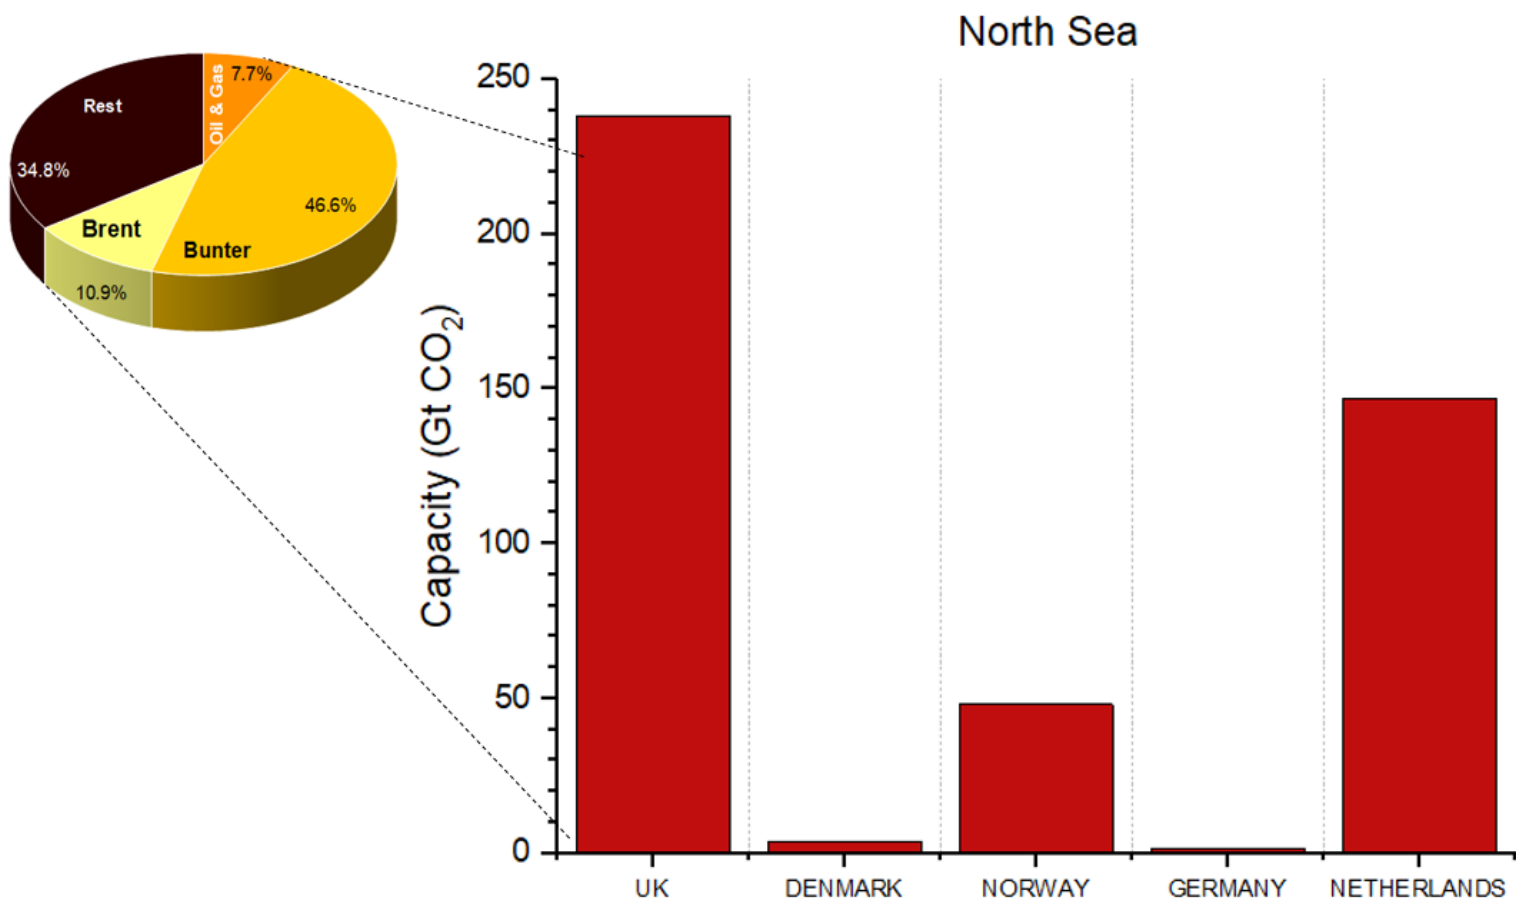 North Sea
Oil & Gas
7.7%
Rest
34.8%
46.6%
Brent
Bunter
10.9%
Capacity (Gt CO₂)
250
200
150
100
50
0
UK
DENMARK
NORWAY
GERMANY
NETHERLANDS